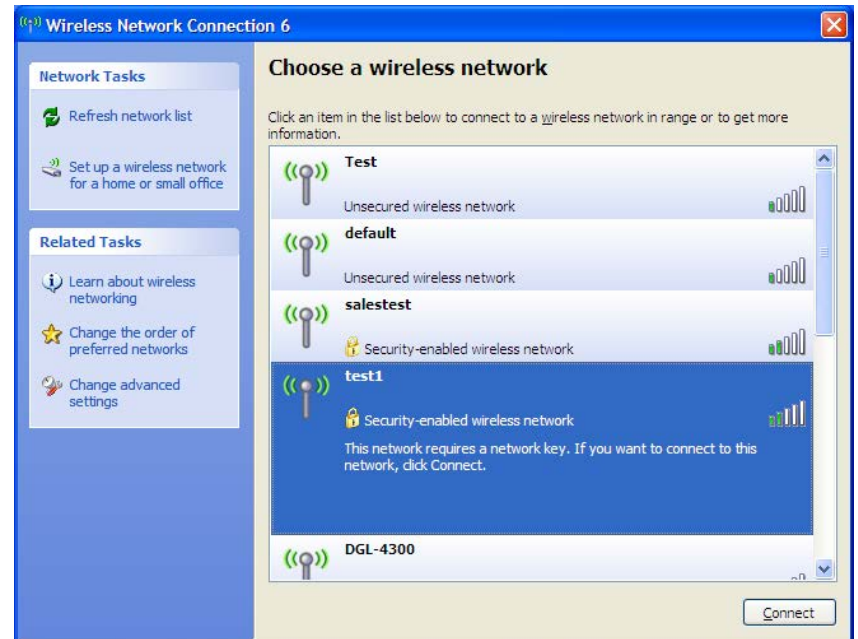 Wireless Network Connection 6
Network Tasks
Refresh network list
Set up a wireless network
for a home or small office
Related Tasks
Learn about wireless
networking
Change the order of
preferred networks
Change advanced
settings
Choose a wireless network
Click an item in the list below to connect to a wireless network in range or to get more
information.
Test
Unsecured wireless network
default
Unsecured wireless network
salestest
Security-enabled wireless network
test1
Security-enabled wireless network
This network requires a network key. If you want to connect to this
network, click Connect.
DGL-4300
Connect